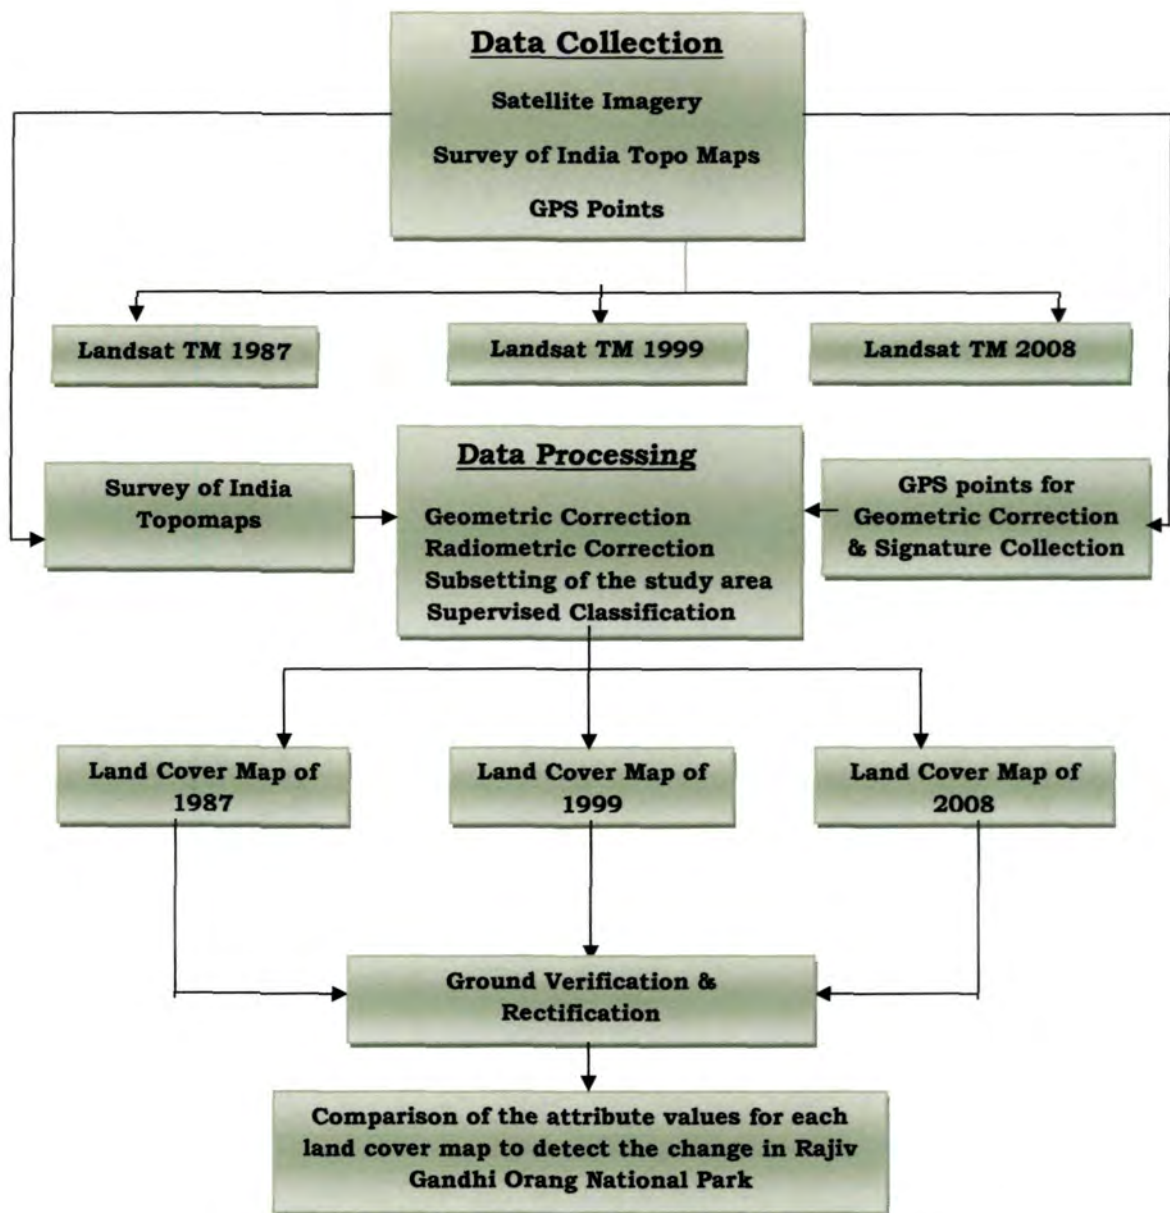 Data Collection
Satellite Imagery
Survey of India Topo Maps
GPS Points
Landsat TM 1987
Landsat TM 1999
Landsat TM 2008
Survey of India
Topomaps
Data Processing
Geometric Correction
Radiometric Correction
Subsetting of the study area
Supervised Classification
GPS points for
Geometric Correction
& Signature Collection
Land Cover Map of
1987
Land Cover Map of
1999
Land Cover Map of
2008
Ground Verification &
Rectification
Comparison of the attribute values for each
land cover map to detect the change in Rajiv
Gandhi Orang National Park